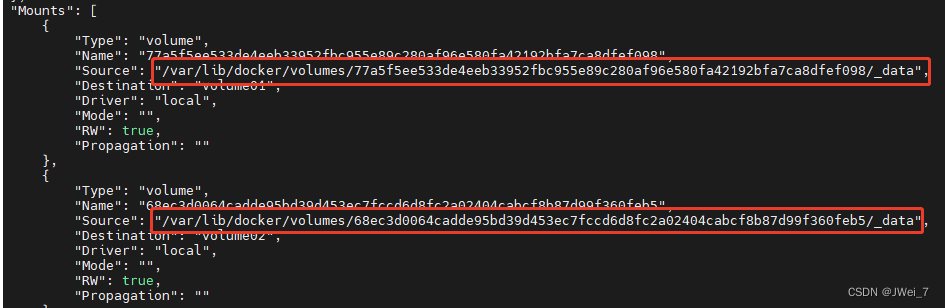 "Mounts": [
{
"Type": "volume",
"Name": "77a5f5ee533de4eeb33952fbc955e89c280af96e580fa42192bfa7ca8dfef098",
"Source": "/var/lib/docker/volumes/77a5f5ee533de4eeb33952fbc955e89c280af96e580fa42192bfa7ca8dfef098/_data",
"Destination": "volume01",
"Driver": "local",
"Mode": "",
"RW": true,
"Propagation": ""
},
{
"Type": "volume",
"Name": "68ec3d0064cadde95bd39d453ec7fccd6d8fc2a02404cabcf8b87d99f360feb5",
"Source": "/var/lib/docker/volumes/68ec3d0064cadde95bd39d453ec7fccd6d8fc2a02404cabcf8b87d99f360feb5/_data",
"Destination": "volume02",
"Driver": "local",
"Mode": "",
"RW": true,
"Propagation": ""
CSDN @JWei_7